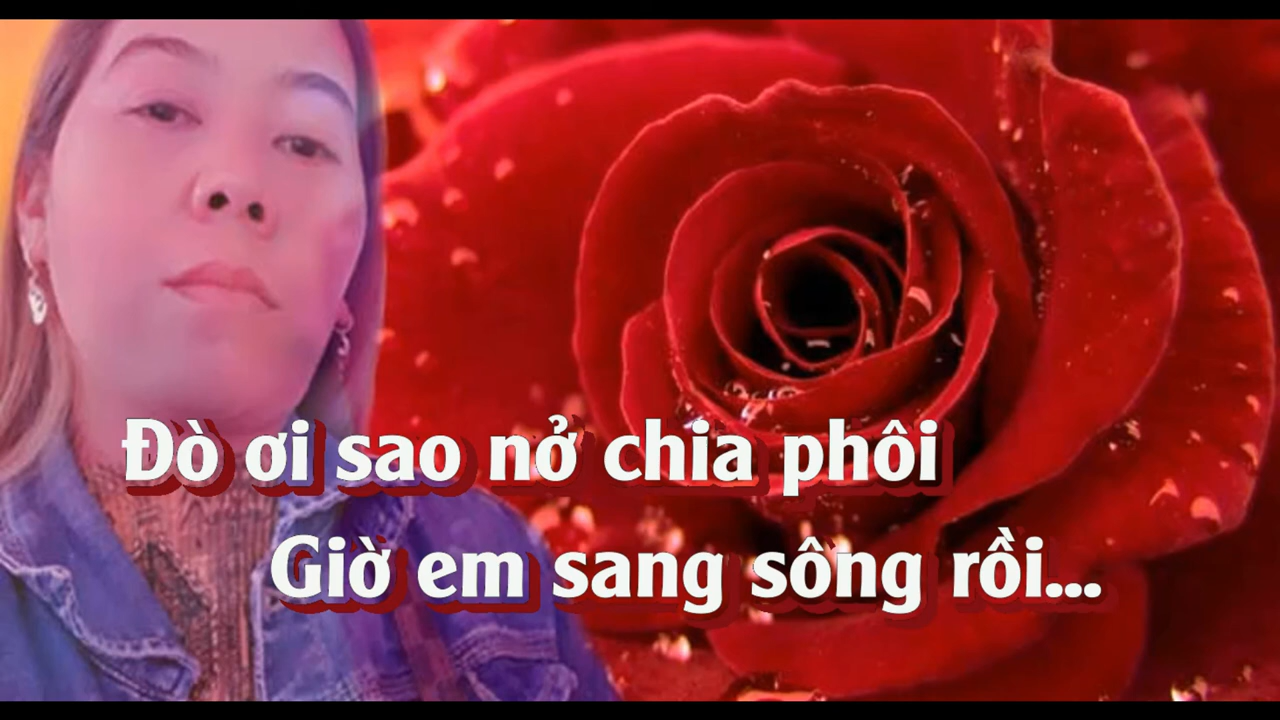 Đò ơi sao nở chia phôi
Giờ em sang sông rồi...